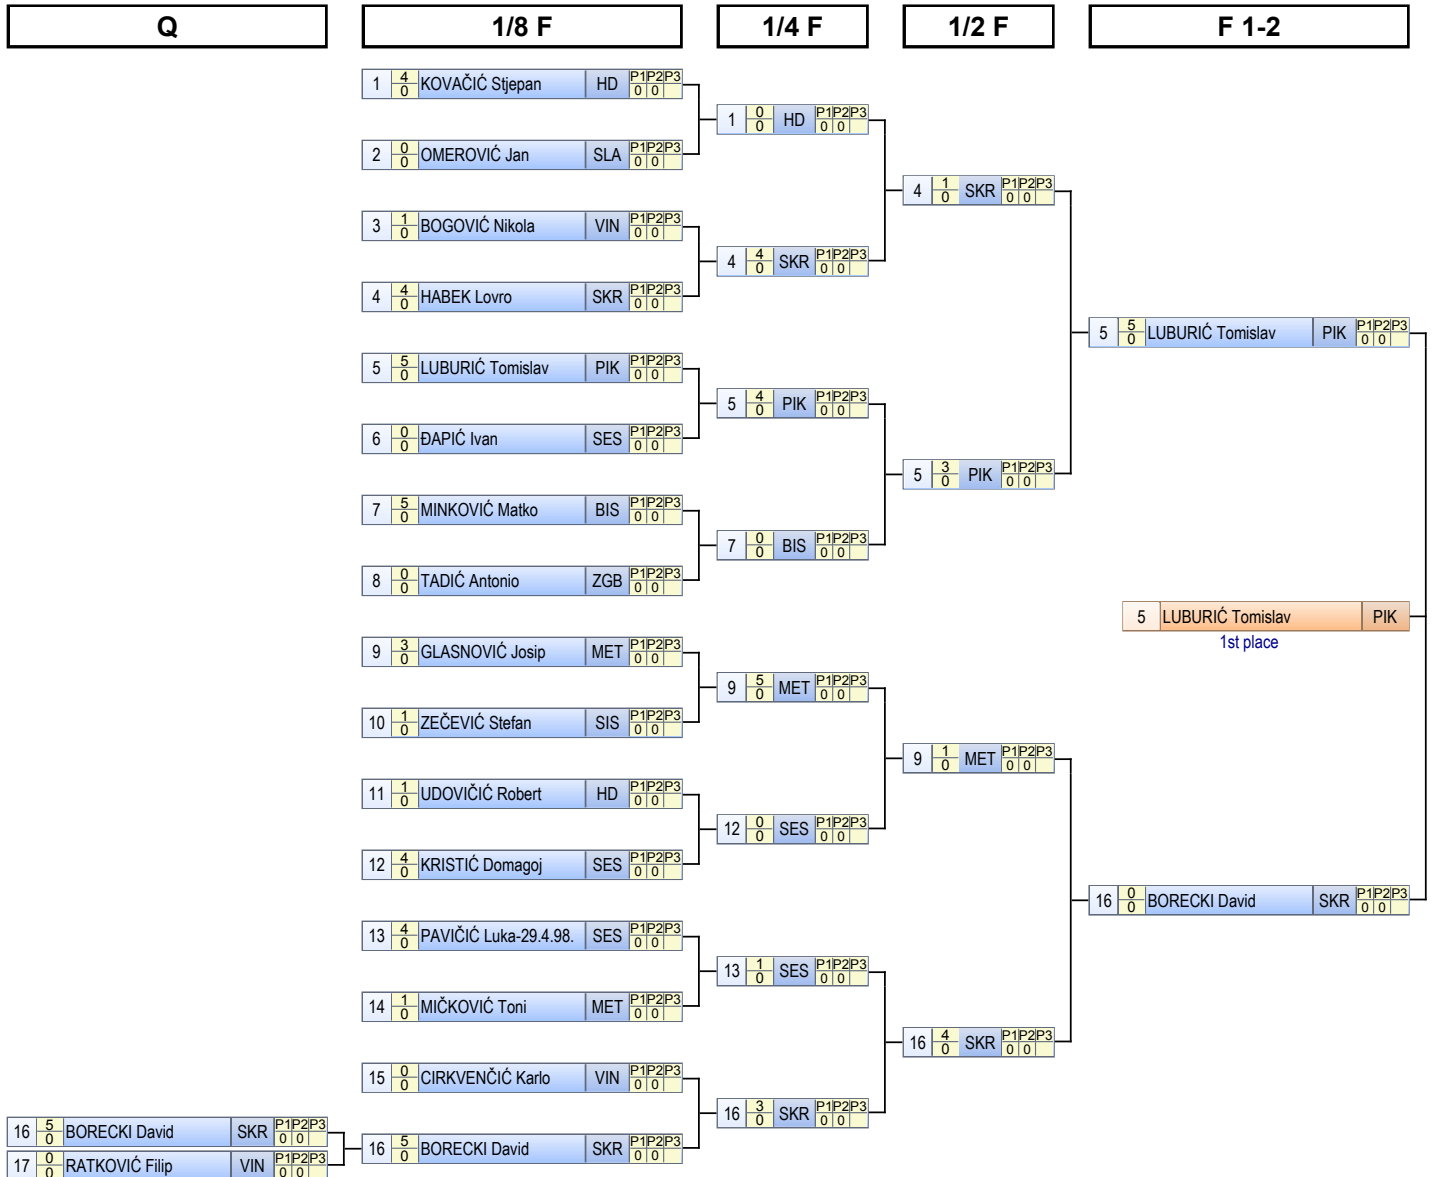 Q 1/8 F 1/4 F 1/2 F F 1-2
1 4 0 KOVAČIĆ Stjepan HD P1 P2 P3 0 0
1 0 0 HD P1 P2 P3 0 0
2 0 0 OMEROVIĆ Jan SLA P1 P2 P3 0 0
4 1 0 SKR P1 P2 P3 0 0
3 1 0 BOGOVIĆ Nikola VIN P1 P2 P3 0 0
4 4 0 SKR P1 P2 P3 0 0
4 4 0 HABEK Lovro SKR P1 P2 P3 0 0
5 5 0 LUBURIĆ Tomislav PIK P1 P2 P3 0 0
5 5 0 LUBURIĆ Tomislav PIK P1 P2 P3 0 0
5 4 0 PIK P1 P2 P3 0 0
6 0 0 ĐAPIĆ Ivan SES P1 P2 P3 0 0
5 3 0 PIK P1 P2 P3 0 0
7 5 0 MINKOVIĆ Matko BIS P1 P2 P3 0 0
7 0 0 BIS P1 P2 P3 0 0
8 0 0 TADIĆ Antonio ZGB P1 P2 P3 0 0
5 LUBURIĆ Tomislav PIK
1st place
9 3 0 GLASNOVIĆ Josip MET P1 P2 P3 0 0
9 5 0 MET P1 P2 P3 0 0
10 1 0 ZEČEVIĆ Stefan SIS P1 P2 P3 0 0
9 1 0 MET P1 P2 P3 0 0
11 1 0 UDOVIČIĆ Robert HD P1 P2 P3 0 0
12 0 0 SES P1 P2 P3 0 0
12 4 0 KRISTIĆ Domagoj SES P1 P2 P3 0 0
16 0 0 BORECKI David SKR P1 P2 P3 0 0
13 4 0 PAVIČIĆ Luka-29.4.98. SES P1 P2 P3 0 0
13 1 0 SES P1 P2 P3 0 0
14 1 0 MIČKOVIĆ Toni MET P1 P2 P3 0 0
16 4 0 SKR P1 P2 P3 0 0
15 0 0 CIRKVENČIĆ Karlo VIN P1 P2 P3 0 0
16 3 0 SKR P1 P2 P3 0 0
16 5 0 BORECKI David SKR P1 P2 P3 0 0
16 5 0 BORECKI David SKR P1 P2 P3 0 0
17 0 0 RATKOVIĆ Filip VIN P1 P2 P3 0 0